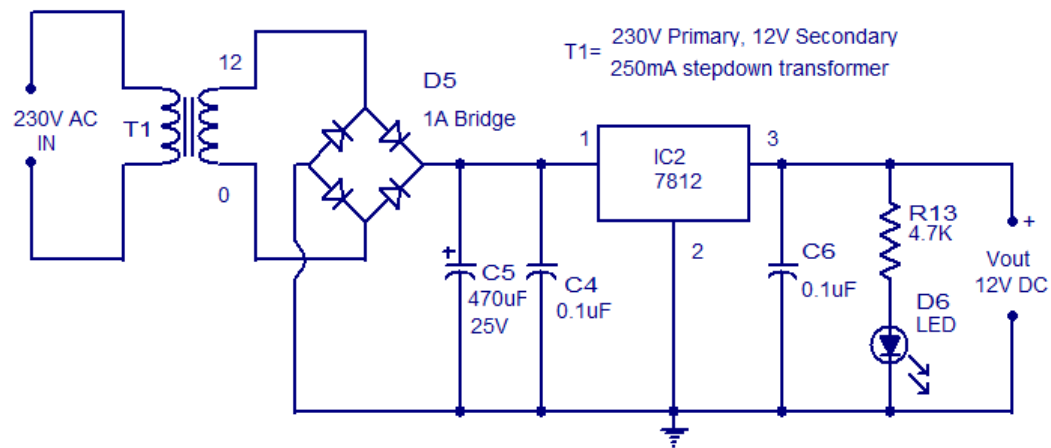 230V AC
IN
T1
12
0
D5
1A Bridge
T1=
230V Primary, 12V Secondary
250mA stepdown transformer
1
IC2
7812
3
2
+
C5
470uF
25V
C4
0.1uF
C6
0.1uF
R13
4.7K
D6
LED
+
Vout
12V DC